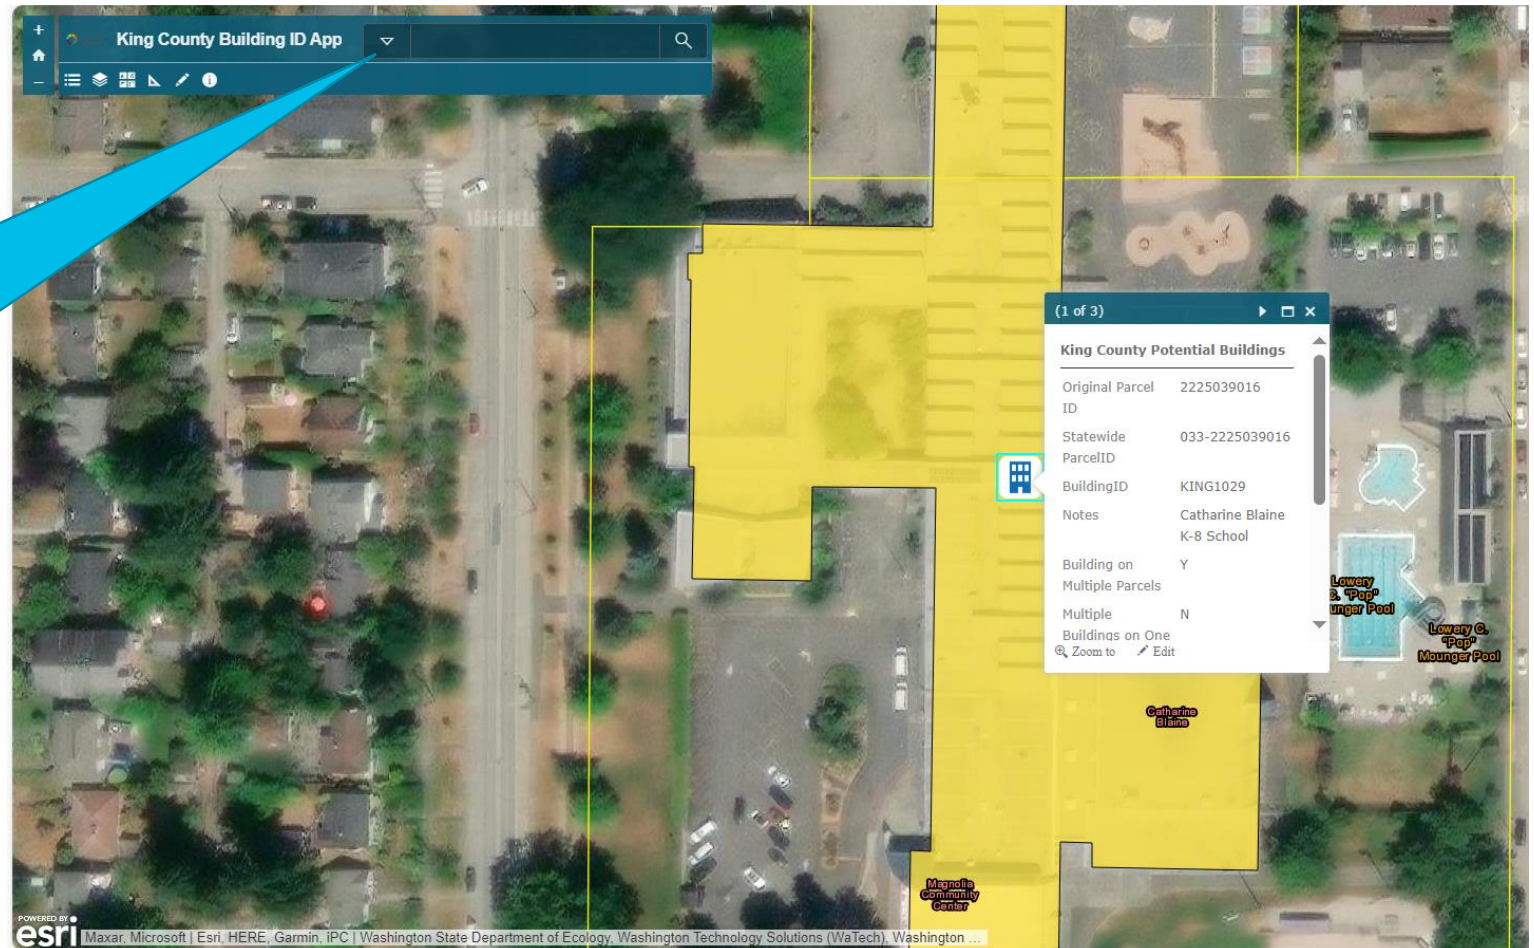 King County Building ID App
(1 of 3)
King County Potential Buildings
Original Parcel 2225039016
ID
Statewide 033-2225039016
ParcelID
BuildingID KING1029
Notes Catharine Blaine
K-8 School
Building on Y
Multiple Parcels
Multiple N
Buildings on One
Zoom to Edit
Lowery
C. "Pop"
unger Pool
Lowery C.
"Pop"
Mounger Pool
Catharine
Blaine
Magnolia
Community
Center
POWERED BY
esri
Maxar, Microsoft | Esri, HERE, Garmin, iPC | Washington State Department of Ecology, Washington Technology Solutions (WaTech), Washington ...